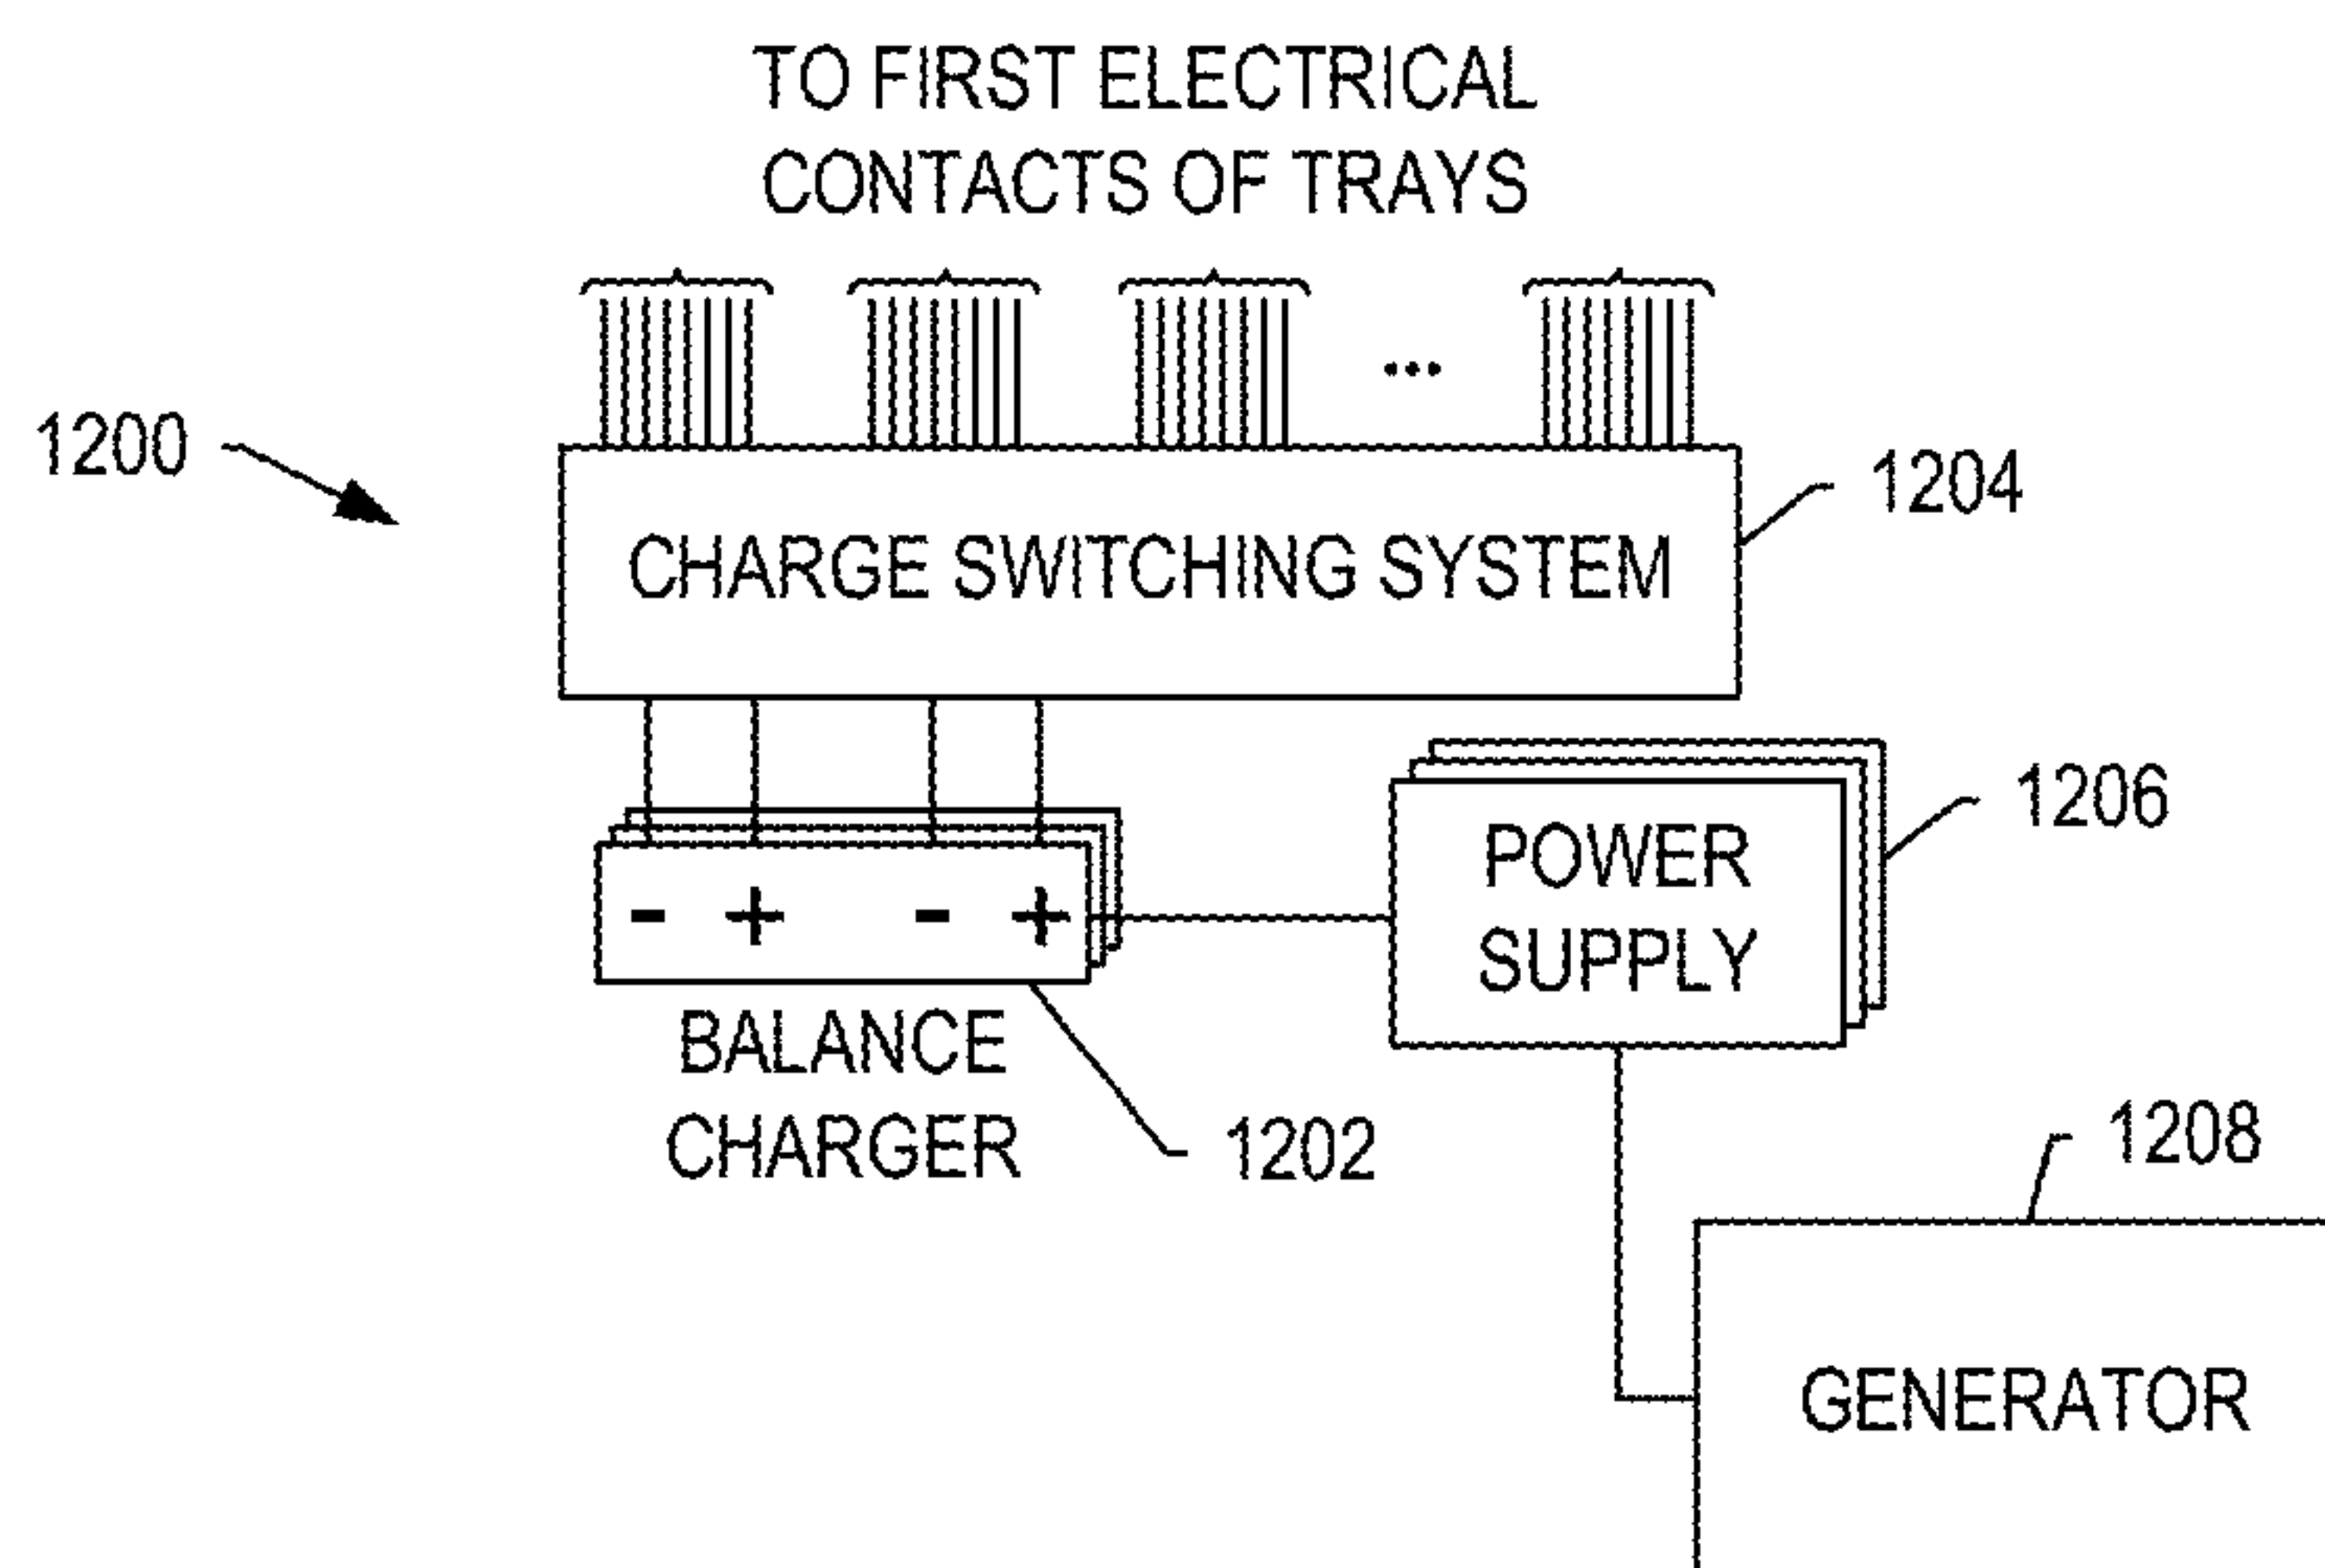 TO FIRST ELECTRICAL
CONTACTS OF TRAYS
...
1200
1204
CHARGE SWITCHING SYSTEM
1206
POWER
SUPPLY
- + - +
BALANCE
CHARGER
1202
1208
GENERATOR